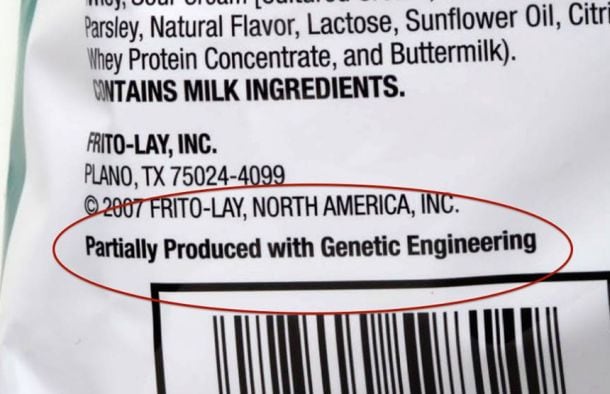 Parsley, Natural Flavor, Lactose, Sunflower Oil, Citri
Whey Protein Concentrate, and Buttermilk).
CONTAINS MILK INGREDIENTS.
FRITO-LAY, INC.
PLANO, TX 75024-4099
© 2007 FRITO-LAY, NORTH AMERICA, INC.
Partially Produced with Genetic Engineering